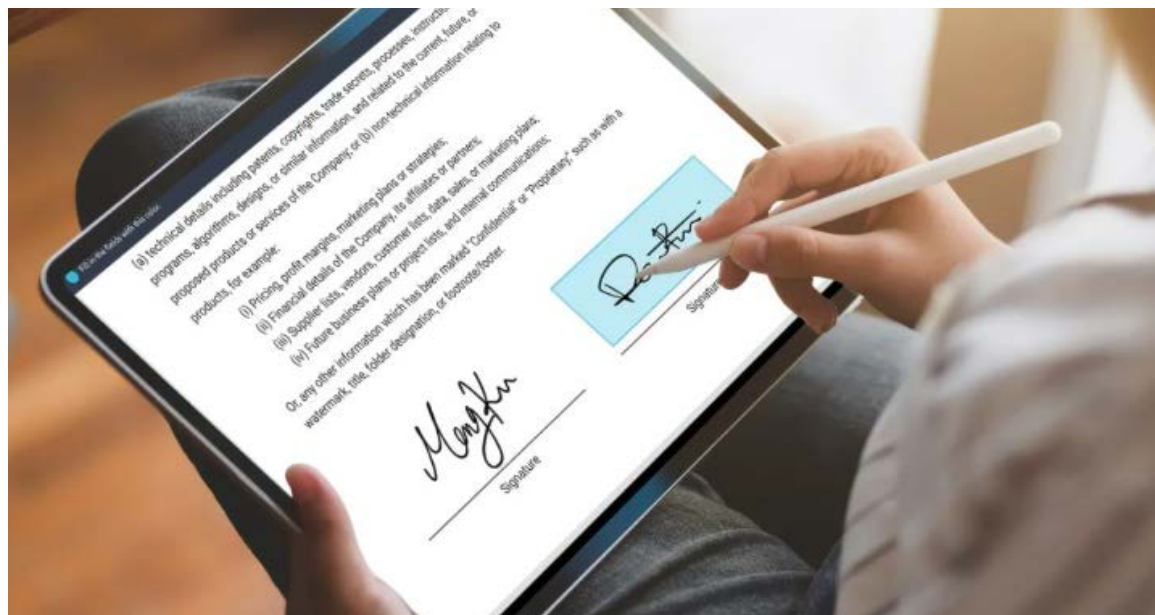 Fill in the fields with this color.
(a) technical details including patents, copyrights, trade secrets, processes,
programs, algorithms, designs, or similar information, and related to the current, future, or
proposed products or services of the Company; or (b) non-technical information relating to
products, for example:
(i) Pricing, profit margins, marketing plans or strategies;
(ii) Financial details of the Company, its affiliates or partners;
(iii) Supplier lists, vendors, customer lists, data, sales, or marketing plans;
(iv) Future business plans or project lists, and internal communications;
Or, any other information which has been marked "Confidential" or "Proprietary", such as with a
watermark, title, folder designation, or footnote/footer.
Meng Ku
Signature
Signature